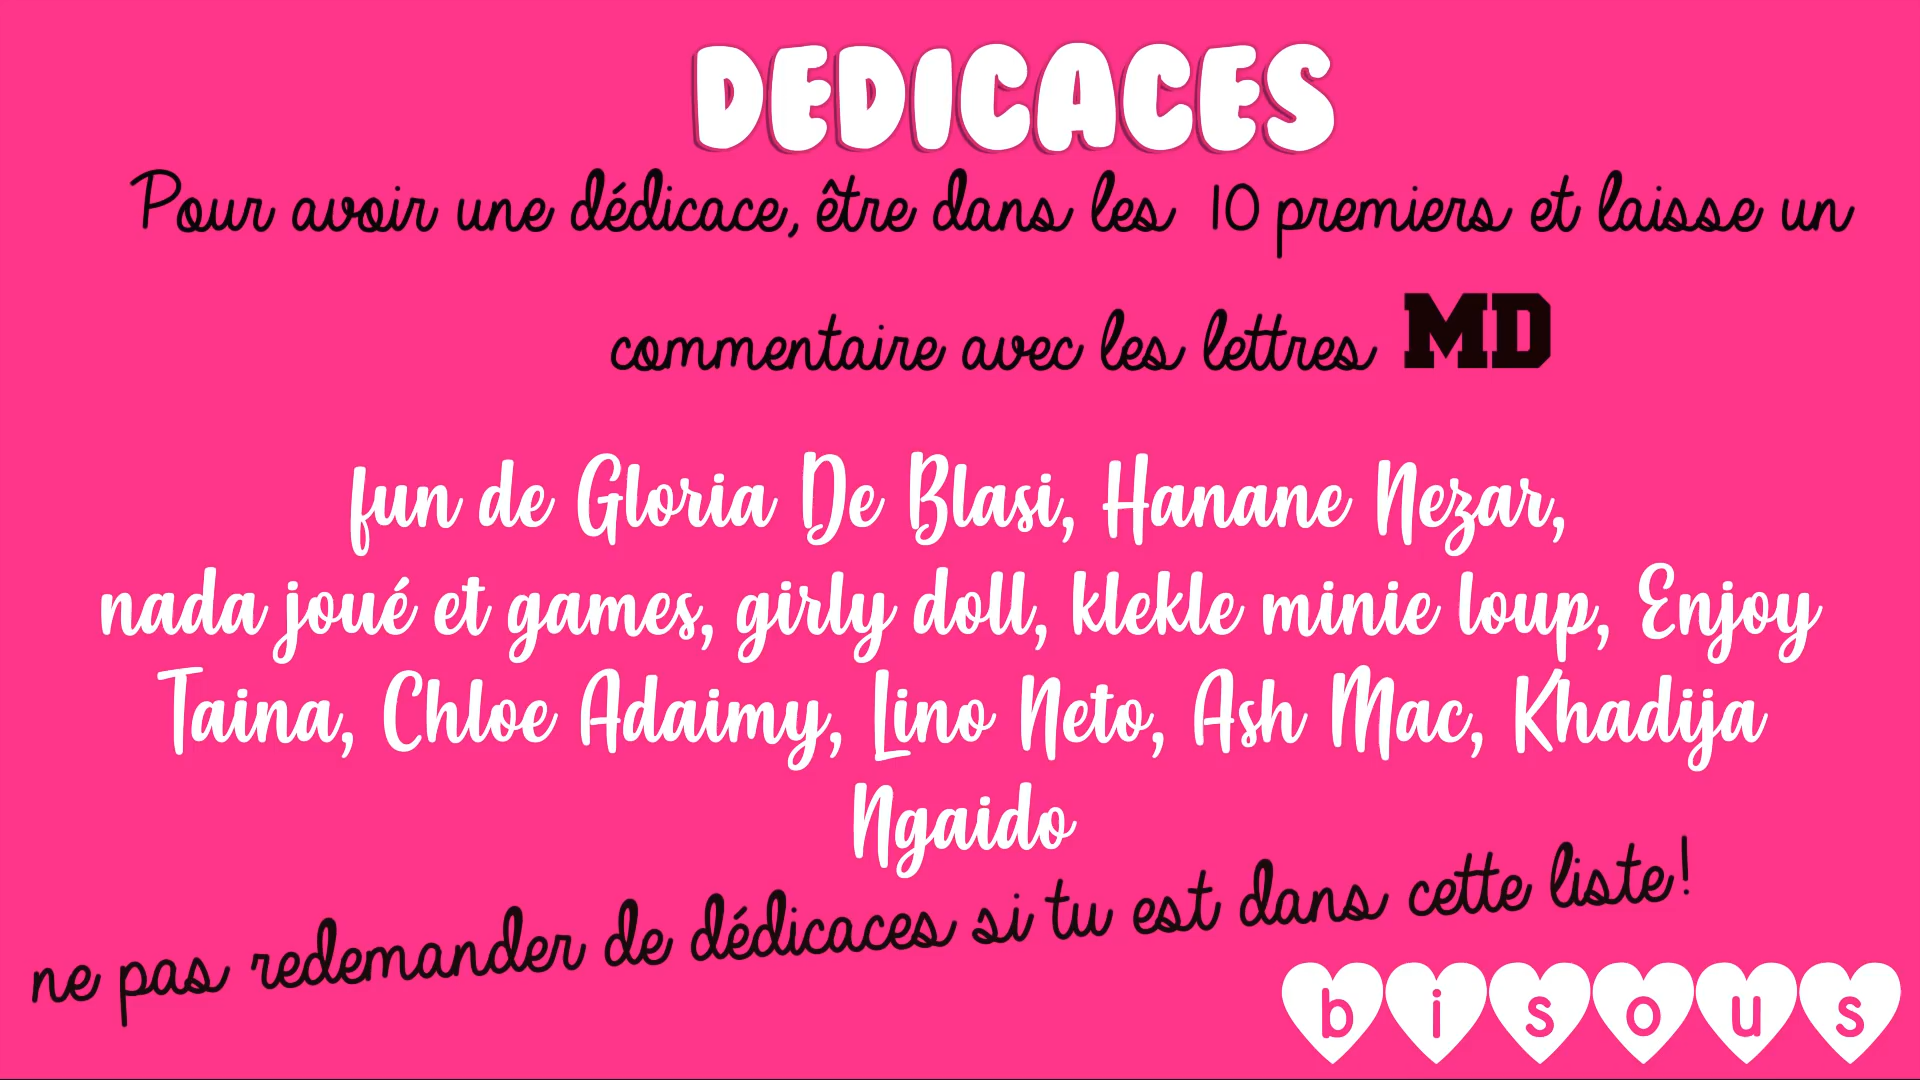 DEDICACES
Pour avoir une dédicace, être dans les 10 premiers et laisse un
commentaire avec les lettres MD
fun de Gloria De Blasi, Hanane Nezar,
nada joué et games, girly doll, klekle minie loup, Enjoy
Taina, Chloe Adaimy, Lino Neto, Ash Mac, Khadija
Ngaido
ne pas redemander de dédicaces si tu est dans cette liste!
bisous